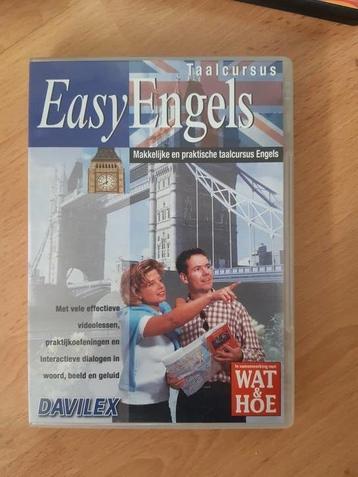 Taalcursus
EasyEngels
Makkelijke en praktische taalcursus Engels
Met vele effectieve
videolessen,
praktijkoefeningen en
interactieve dialogen in
woord, beeld en geluid
DAVILEX
In samenwerking met
WAT
&
HOE